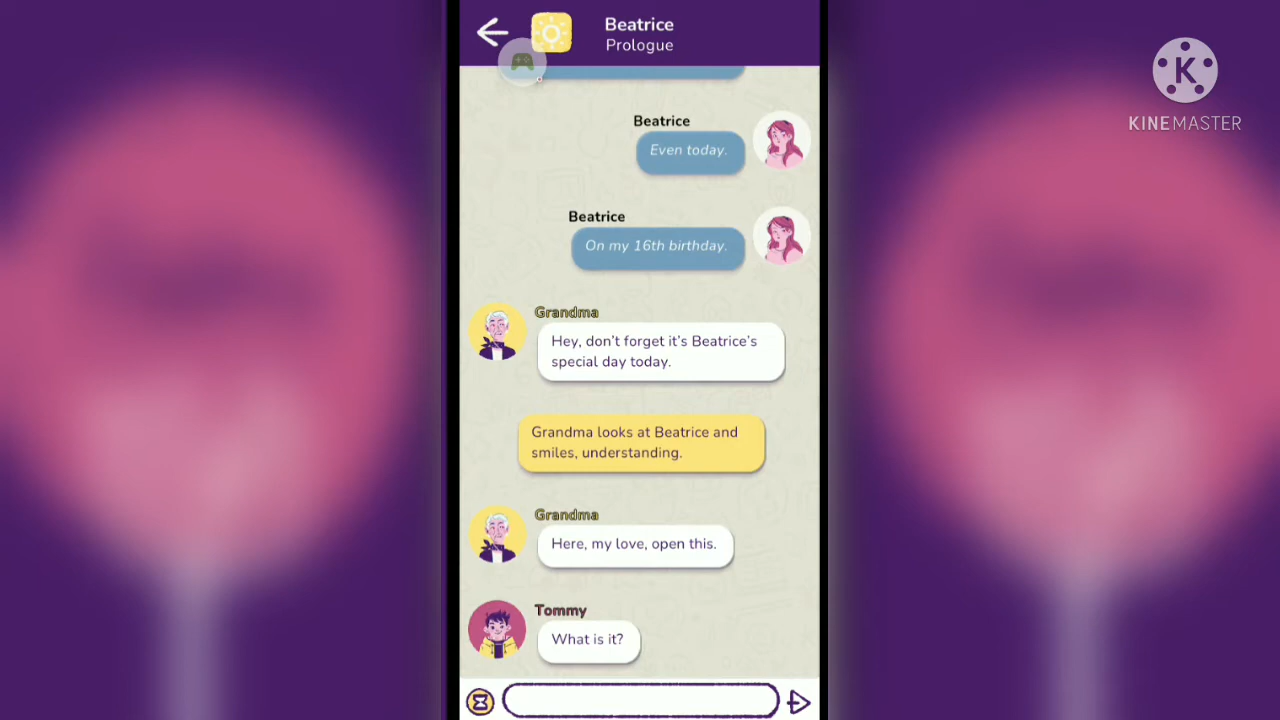 Beatrice
Prologue
KINEMASTER
Beatrice
Even today.
Beatrice
On my 16th birthday.
Grandma
Hey, don't forget it's Beatrice's
special day today.
Grandma looks at Beatrice and
smiles, understanding.
Grandma
Here, my love, open this.
Tommy
What is it?